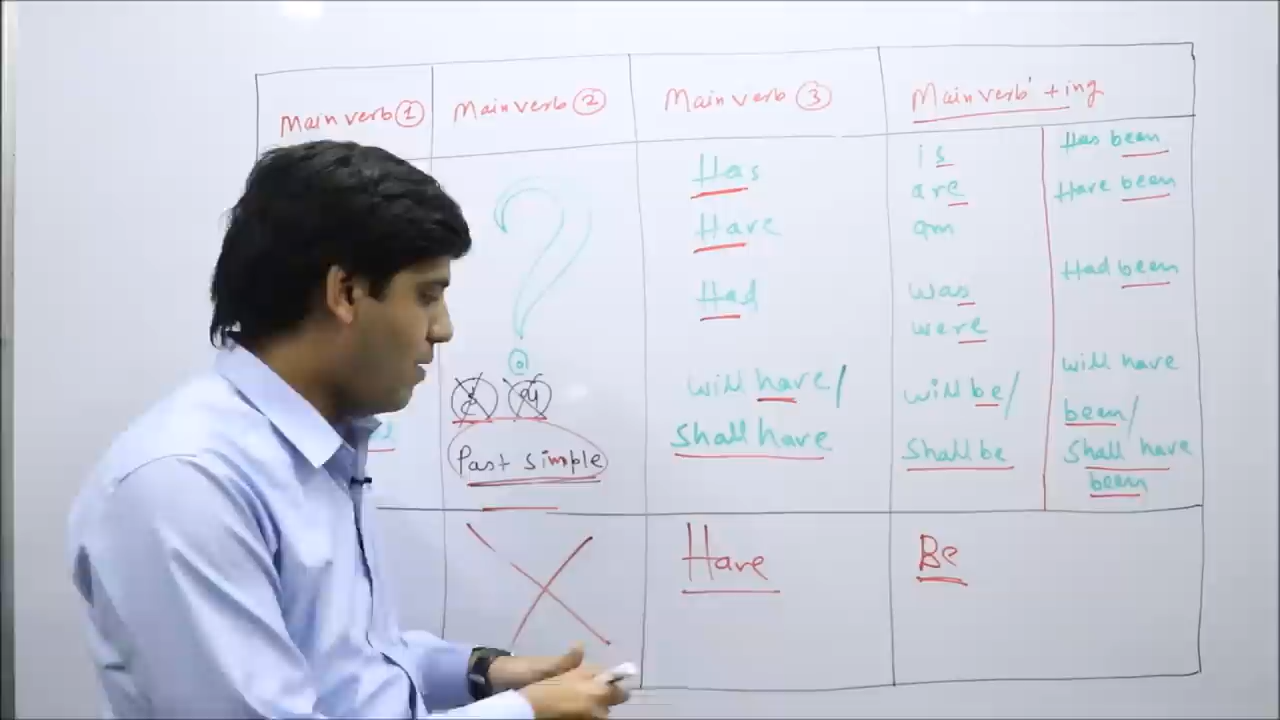 Main verb ① Main verb ② Main verb ③ Main verb + ing
Has
Have
Had
will have /
Shall have
is
are
am
was
were
will be /
Shall be
Has been
Have been
Had been
will have
been /
Shall have
been
?
Past simple
Have
Be